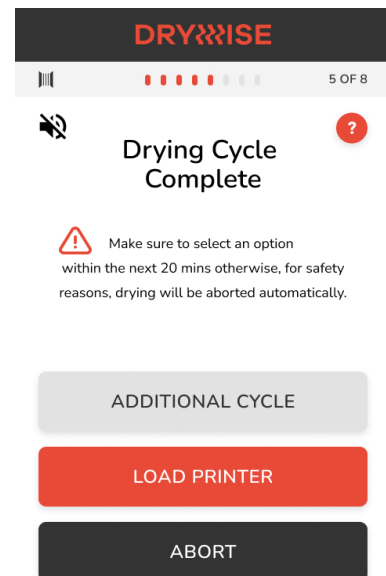 DRYWISE
5 OF 8
?
Drying Cycle
Complete
Make sure to select an option
within the next 20 mins otherwise, for safety
reasons, drying will be aborted automatically.
ADDITIONAL CYCLE
LOAD PRINTER
ABORT